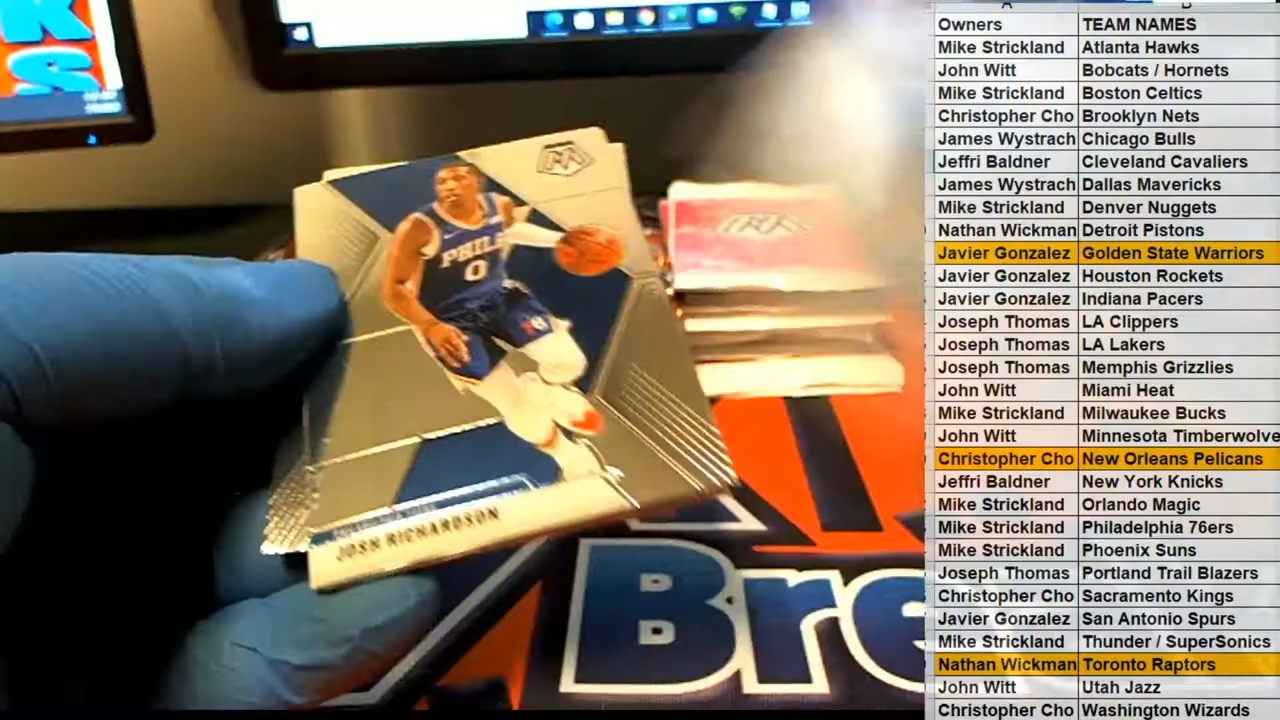 K
S
PHILA
0
JOSH RICHARDSON
Bre
A B
Owners TEAM NAMES
Mike Strickland Atlanta Hawks
John Witt Bobcats / Hornets
Mike Strickland Boston Celtics
Christopher Cho Brooklyn Nets
James Wystrach Chicago Bulls
Jeffri Baldner Cleveland Cavaliers
James Wystrach Dallas Mavericks
Mike Strickland Denver Nuggets
Nathan Wickman Detroit Pistons
Javier Gonzalez Golden State Warriors
Javier Gonzalez Houston Rockets
Javier Gonzalez Indiana Pacers
Joseph Thomas LA Clippers
Joseph Thomas LA Lakers
Joseph Thomas Memphis Grizzlies
John Witt Miami Heat
Mike Strickland Milwaukee Bucks
John Witt Minnesota Timberwolve
Christopher Cho New Orleans Pelicans
Jeffri Baldner New York Knicks
Mike Strickland Orlando Magic
Mike Strickland Philadelphia 76ers
Mike Strickland Phoenix Suns
Joseph Thomas Portland Trail Blazers
Christopher Cho Sacramento Kings
Javier Gonzalez San Antonio Spurs
Mike Strickland Thunder / SuperSonics
Nathan Wickman Toronto Raptors
John Witt Utah Jazz
Christopher Cho Washington Wizards